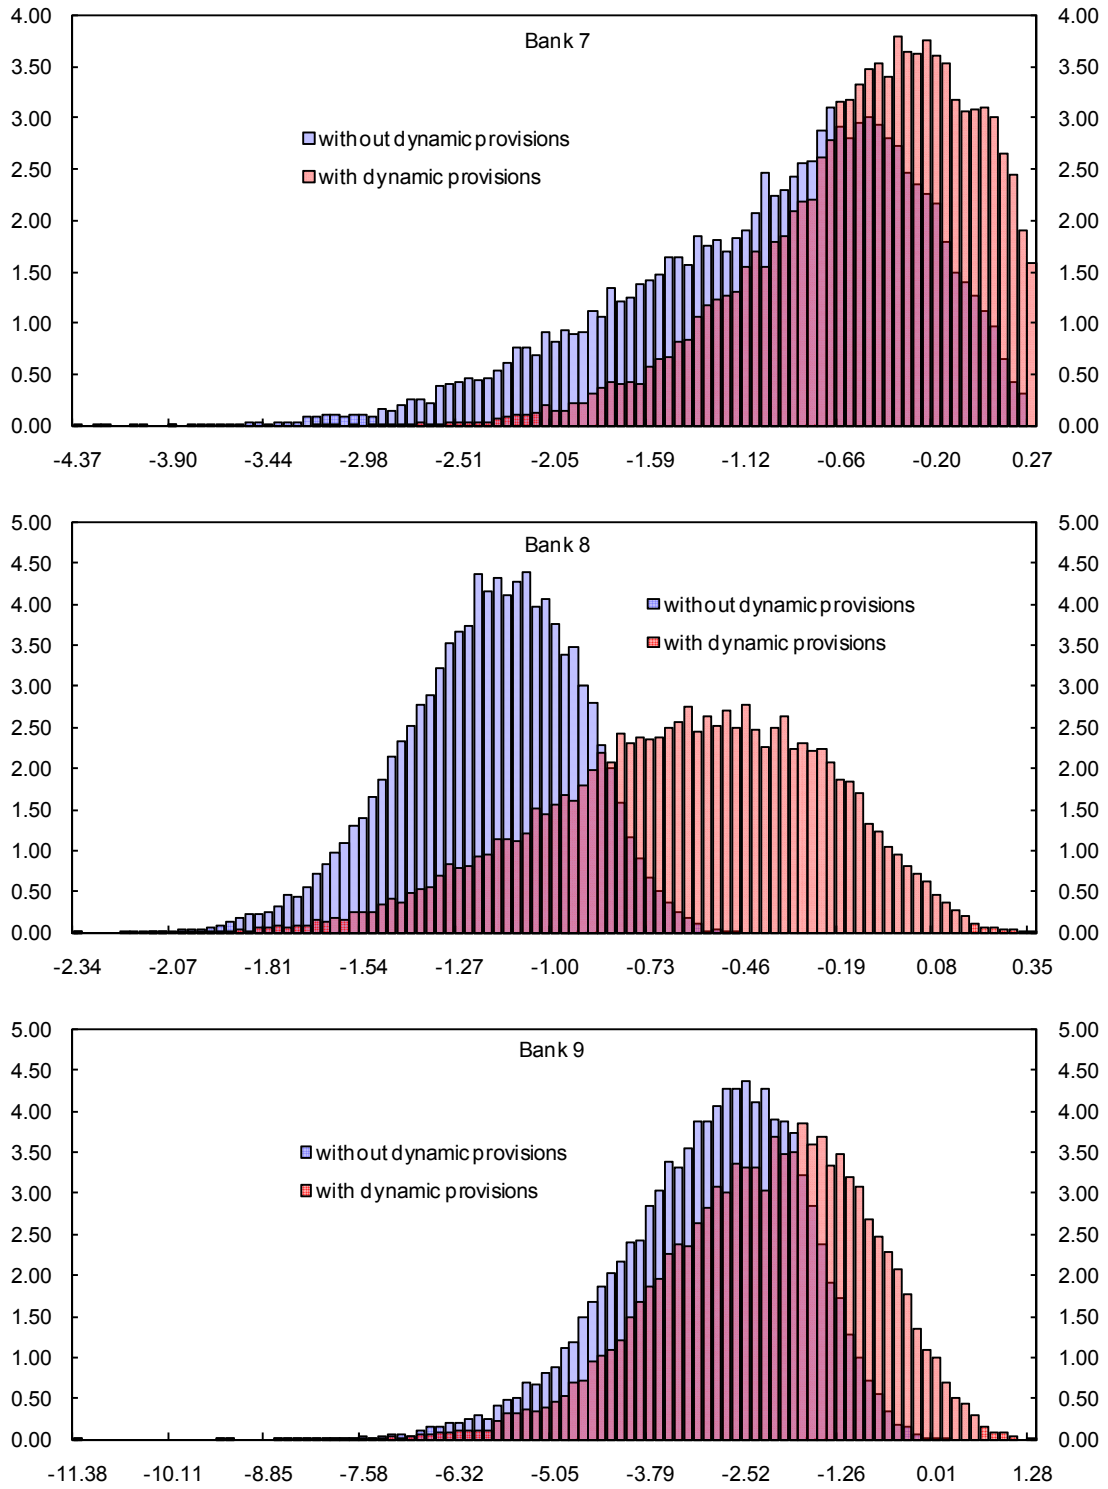 4.00 4.00
Bank 7
3.50 3.50
without dynamic provisions
3.00 3.00
with dynamic provisions
2.50 2.50
2.00 2.00
1.50 1.50
1.00 1.00
0.50 0.50
0.00 0.00
-4.37 -3.90 -3.44 -2.98 -2.51 -2.05 -1.59 -1.12 -0.66 -0.20 0.27
5.00 5.00
Bank 8
4.50 4.50
without dynamic provisions
4.00 4.00
with dynamic provisions
3.50 3.50
3.00 3.00
2.50 2.50
2.00 2.00
1.50 1.50
1.00 1.00
0.50 0.50
0.00 0.00
-2.34 -2.07 -1.81 -1.54 -1.27 -1.00 -0.73 -0.46 -0.19 0.08 0.35
5.00 5.00
Bank 9
4.50 4.50
4.00 4.00
without dynamic provisions
3.50 3.50
with dynamic provisions
3.00 3.00
2.50 2.50
2.00 2.00
1.50 1.50
1.00 1.00
0.50 0.50
0.00 0.00
-11.38 -10.11 -8.85 -7.58 -6.32 -5.05 -3.79 -2.52 -1.26 0.01 1.28